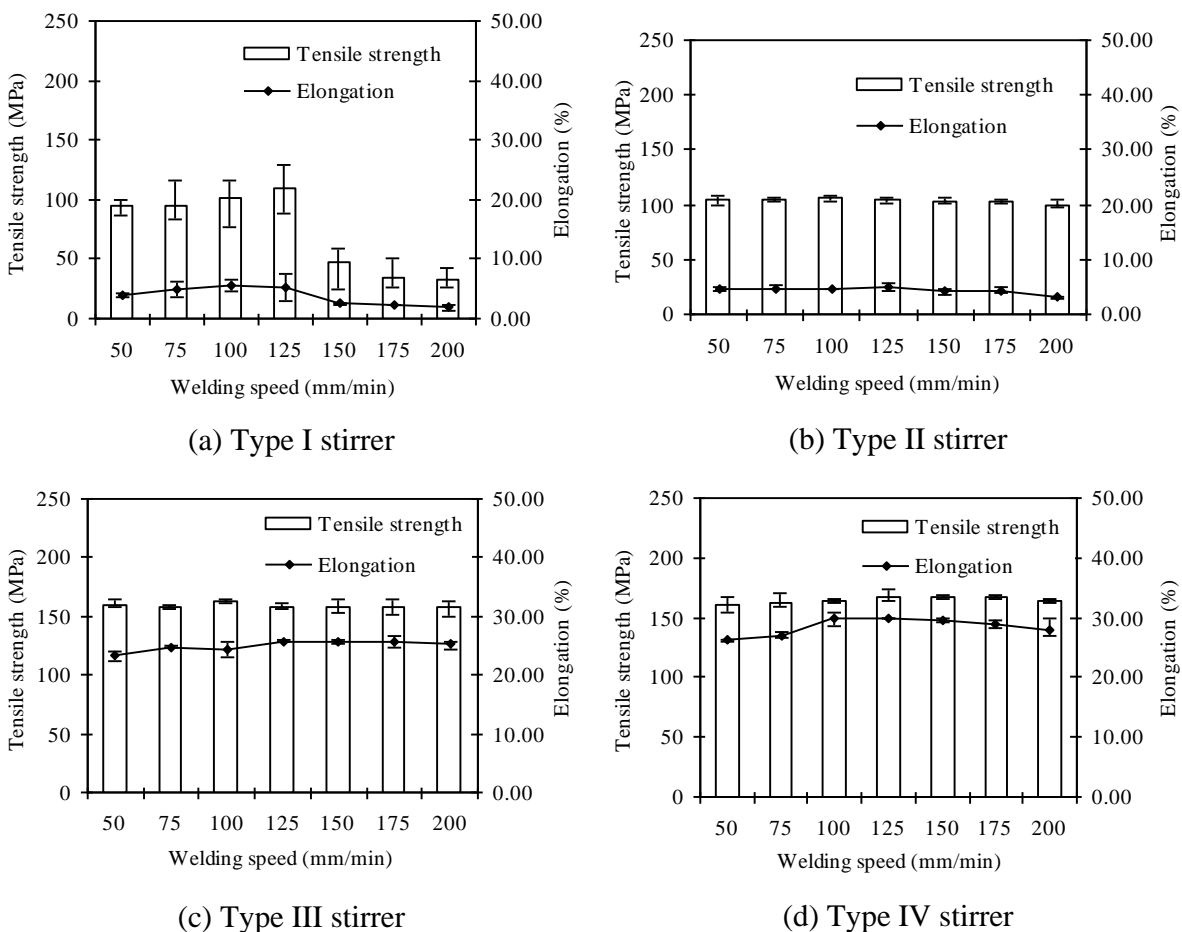 250
200
150
100
50
0
Tensile strength (MPa)
50.00
40.00
30.00
20.00
10.00
0.00
Elongation (%)
Tensile strength
Elongation
50 75 100 125 150 175 200
Welding speed (mm/min)
(a) Type I stirrer
250
200
150
100
50
0
Tensile strength (MPa)
50.00
40.00
30.00
20.00
10.00
0.00
Elongation (%)
Tensile strength
Elongation
50 75 100 125 150 175 200
Welding speed (mm/min)
(b) Type II stirrer
250
200
150
100
50
0
Tensile strength (MPa)
50.00
40.00
30.00
20.00
10.00
0.00
Elongation (%)
Tensile strength
Elongation
50 75 100 125 150 175 200
Welding speed (mm/min)
(c) Type III stirrer
250
200
150
100
50
0
Tensile strength (MPa)
50.00
40.00
30.00
20.00
10.00
0.00
Elongation (%)
Tensile strength
Elongation
50 75 100 125 150 175 200
Welding speed (mm/min)
(d) Type IV stirrer